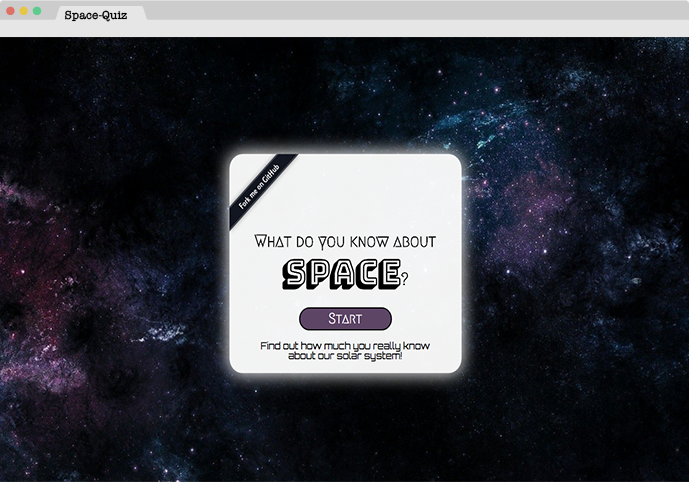 Space-Quiz
Fork me on GitHub
What do you know about
SPACE?
Start
Find out how much you really know
about our solar system!